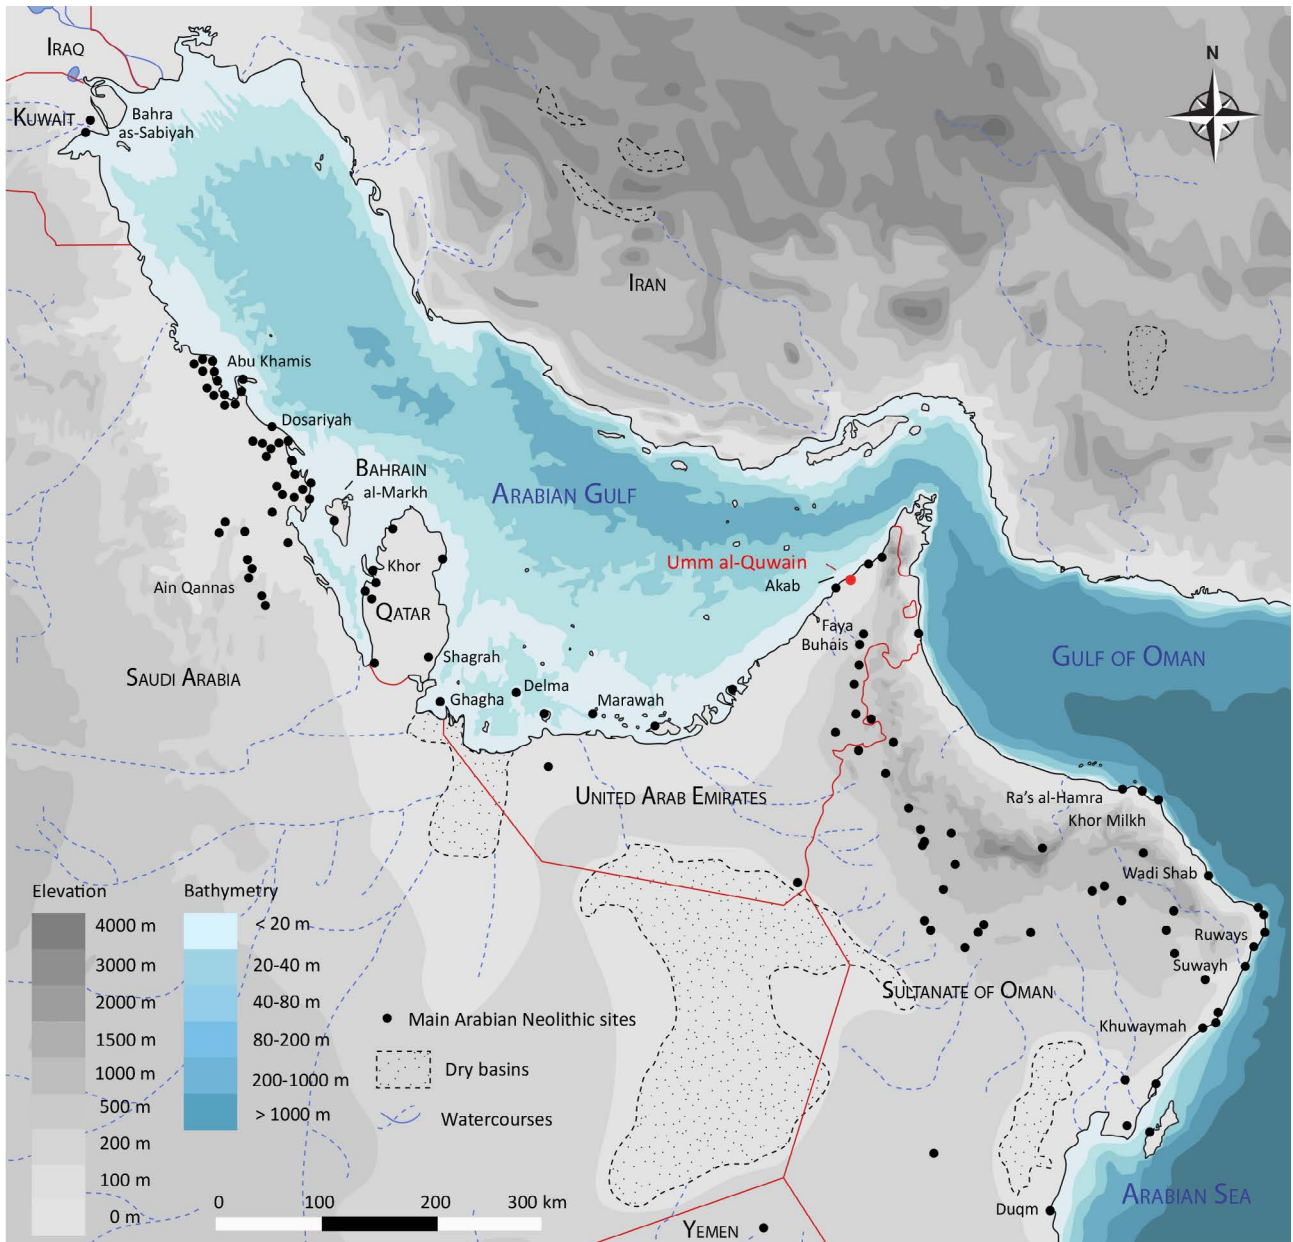 IRAQ
N
KUWAIT
Bahra
as-Sabiyah
IRAN
Abu Khamis
Dosariyah
BAHRAIN
al-Markh
ARABIAN GULF
Khor
Umm al-Quwain
Akab
Ain Qannas
QATAR
Faya
Buhais
Shagrah
GULF OF OMAN
SAUDI ARABIA
Ghagha
Delma
Marawah
UNITED ARAB EMIRATES
Ra's al-Hamra
Khor Milkh
Wadi Shab
Ruways
Suwayh
SULTANATE OF OMAN
Khuwaymah
Duqm
ARABIAN SEA
YEMEN
Elevation
4000 m
3000 m
2000 m
1500 m
1000 m
500 m
200 m
100 m
0 m
Bathymetry
< 20 m
20-40 m
40-80 m
80-200 m
200-1000 m
> 1000 m
Main Arabian Neolithic sites
Dry basins
Watercourses
0 100 200 300 km